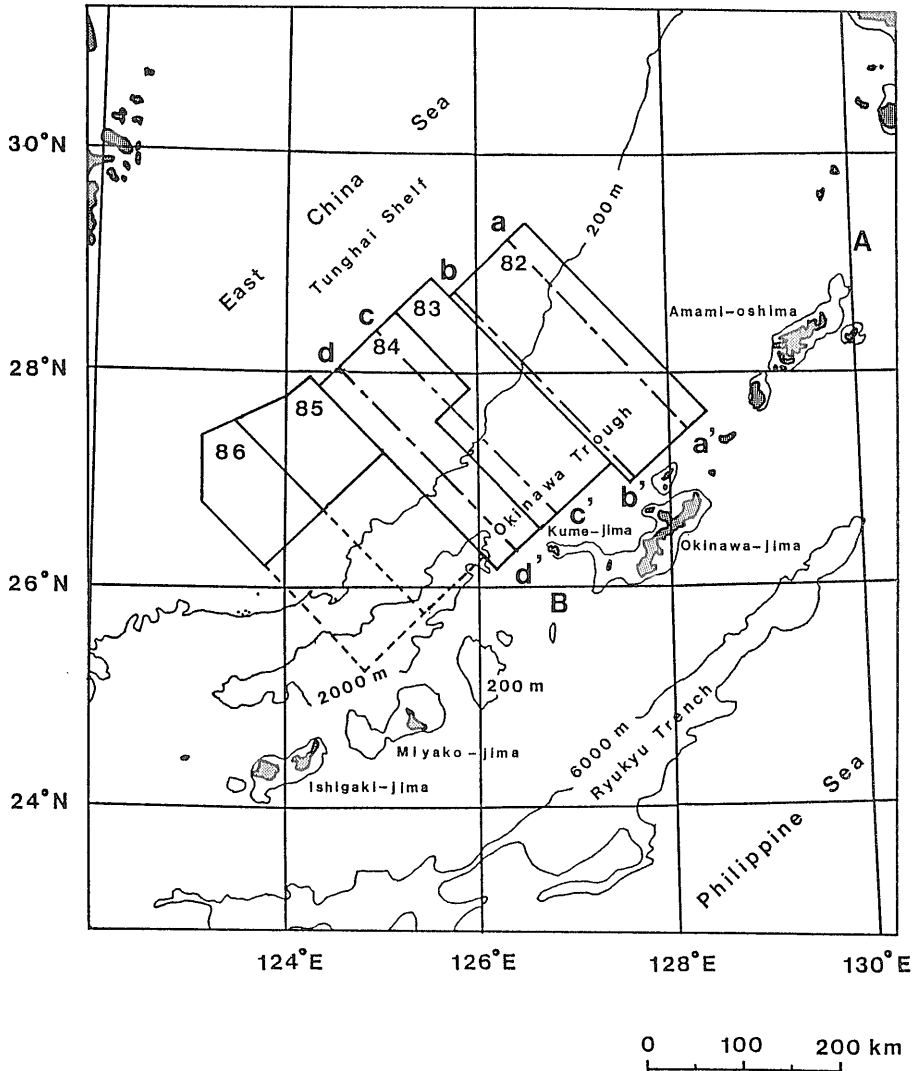 30°N
Sea
China
East
Tunghai Shelf
200 m
a
82
A
b
83
Amami-oshima
c
84
d
28°N
85
86
Okinawa Trough
a'
b'
c'
Kume-jima
Okinawa-jima
d'
26°N
B
2000 m
200 m
6000 m
Ryukyu Trench
Miyako-jima
Ishigaki-jima
24°N
Philippine Sea
124°E
126°E
128°E
130°E
0 100 200 km